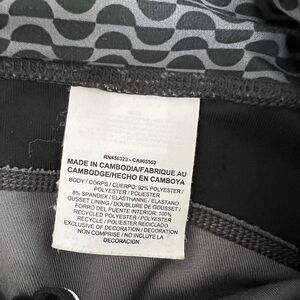 RN#56323 - CA#05553
MADE IN CAMBODIA/FABRIQUE AU
CAMBODGE/HECHO EN CAMBOYA
BODY / CORPS / CUERPO: 92% POLYESTER /
POLYESTER / POLIESTER
8% SPANDEX / ELASTHANNE / ELASTANO
GUSSET LINING / DOUBLURE DE GOUSSET /
FORRO DEL PUENTE INTERIOR: 100%
RECYCLED POLYESTER / POLYESTER
RECYCLÉ / POLIÉSTER RECICLADO
EXCLUSIVE OF DECORATION / DÉCORATION
NON COMPRISE / NO INCLUYE LA
DECORACIÓN